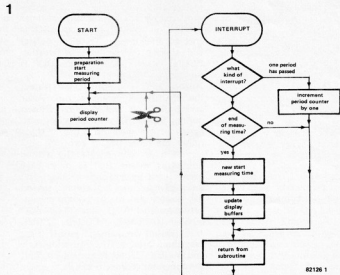 1
START
preparation
start
measuring
period
display
period counter
INTERRUPT
what
kind of
interrupt?
one period
has passed
increment
period counter
by one
end
of measu-
ring time?
no
yes
new start
measuring time
update
display
buffers
return from
subroutine
82126 1